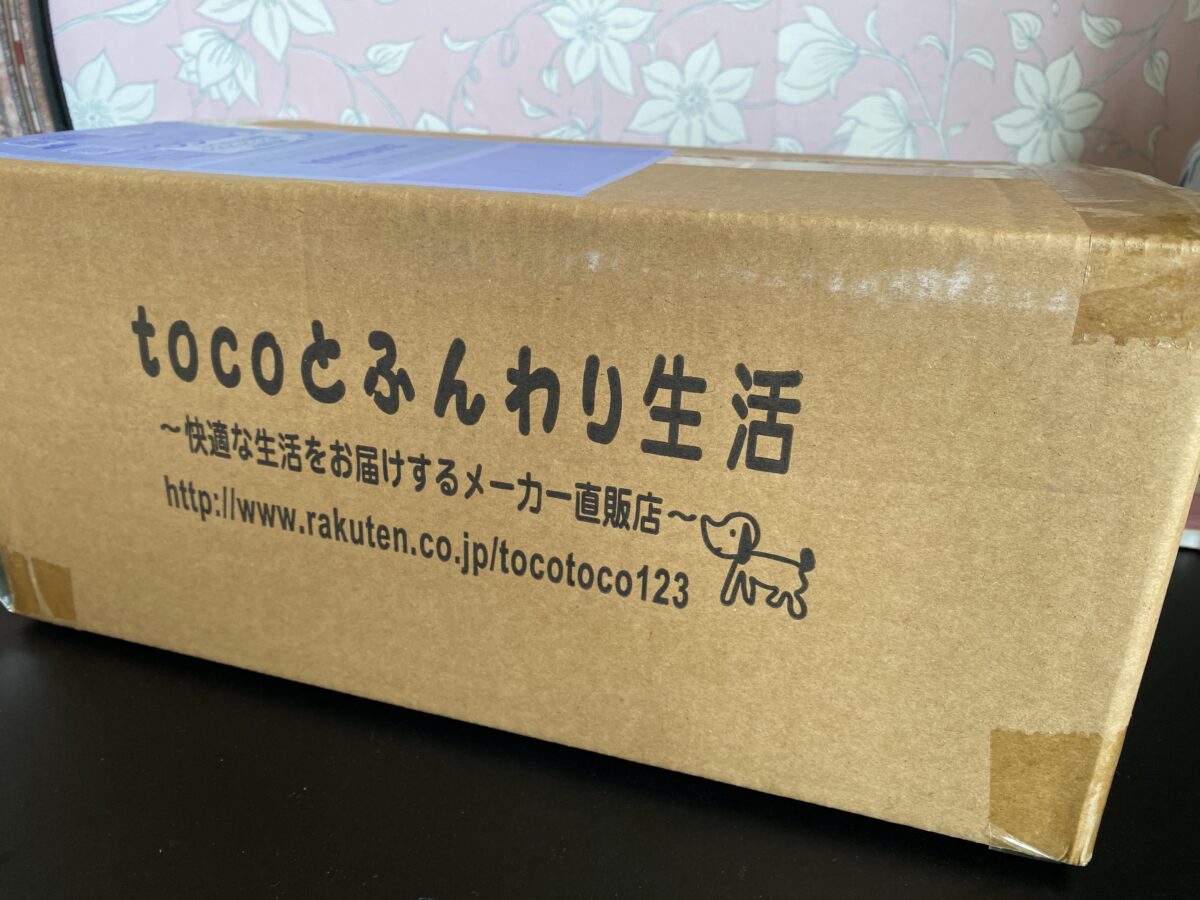 tocoとふんわり生活
～快適な生活をお届けするメーカー直販店～
http://www.rakuten.co.jp/tocotoco123